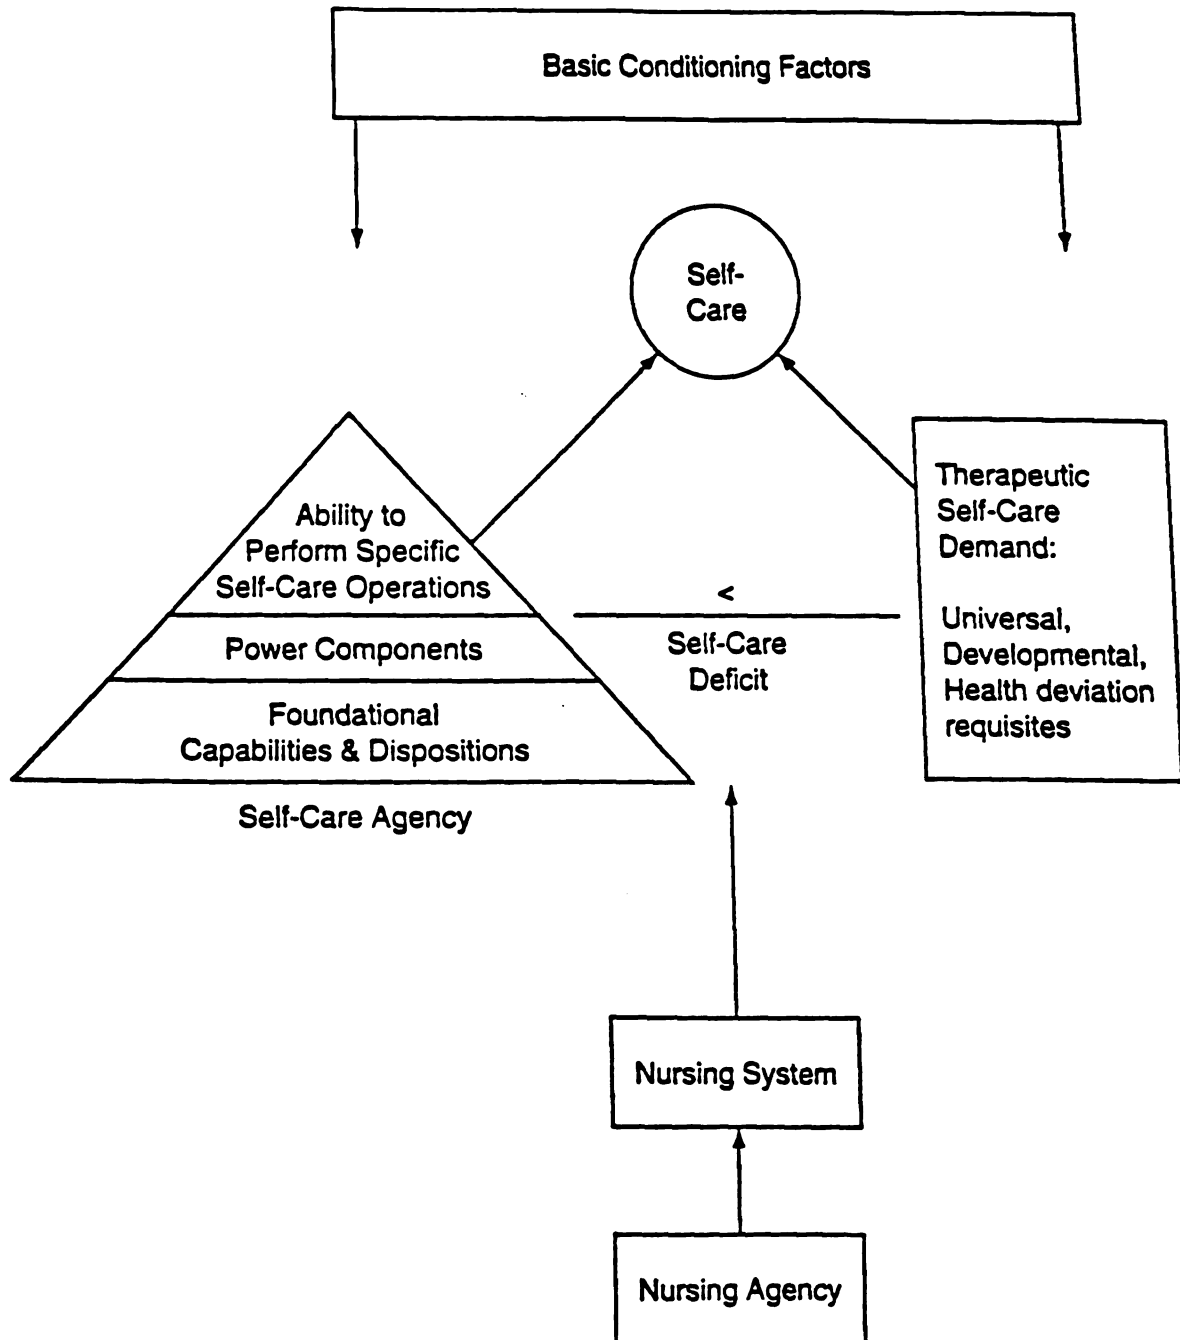 Basic Conditioning Factors
Self-
Care
Ability to
Perform Specific
Self-Care Operations
Power Components
Foundational
Capabilities & Dispositions
Self-Care Agency
<
Self-Care
Deficit
Therapeutic
Self-Care
Demand:
Universal,
Developmental,
Health deviation
requisites
Nursing System
Nursing Agency